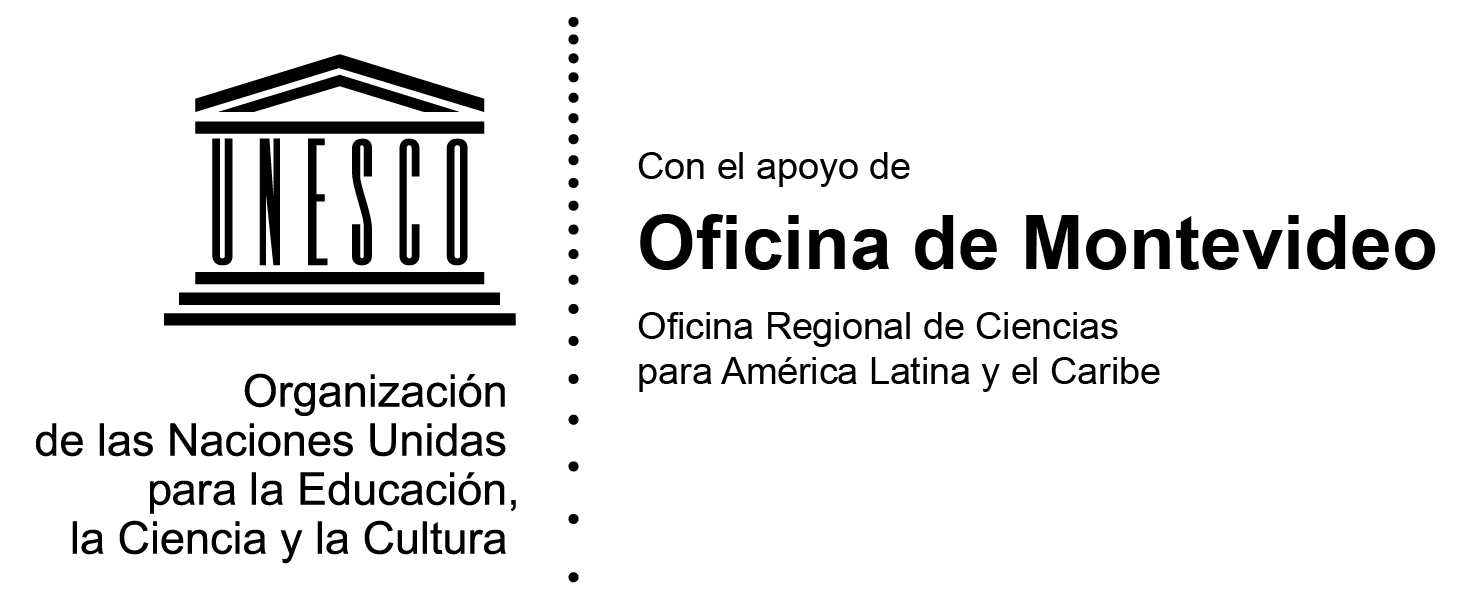 UNESCO
Organización
de las Naciones Unidas
para la Educación,
la Ciencia y la Cultura
Con el apoyo de
Oficina de Montevideo
Oficina Regional de Ciencias
para América Latina y el Caribe